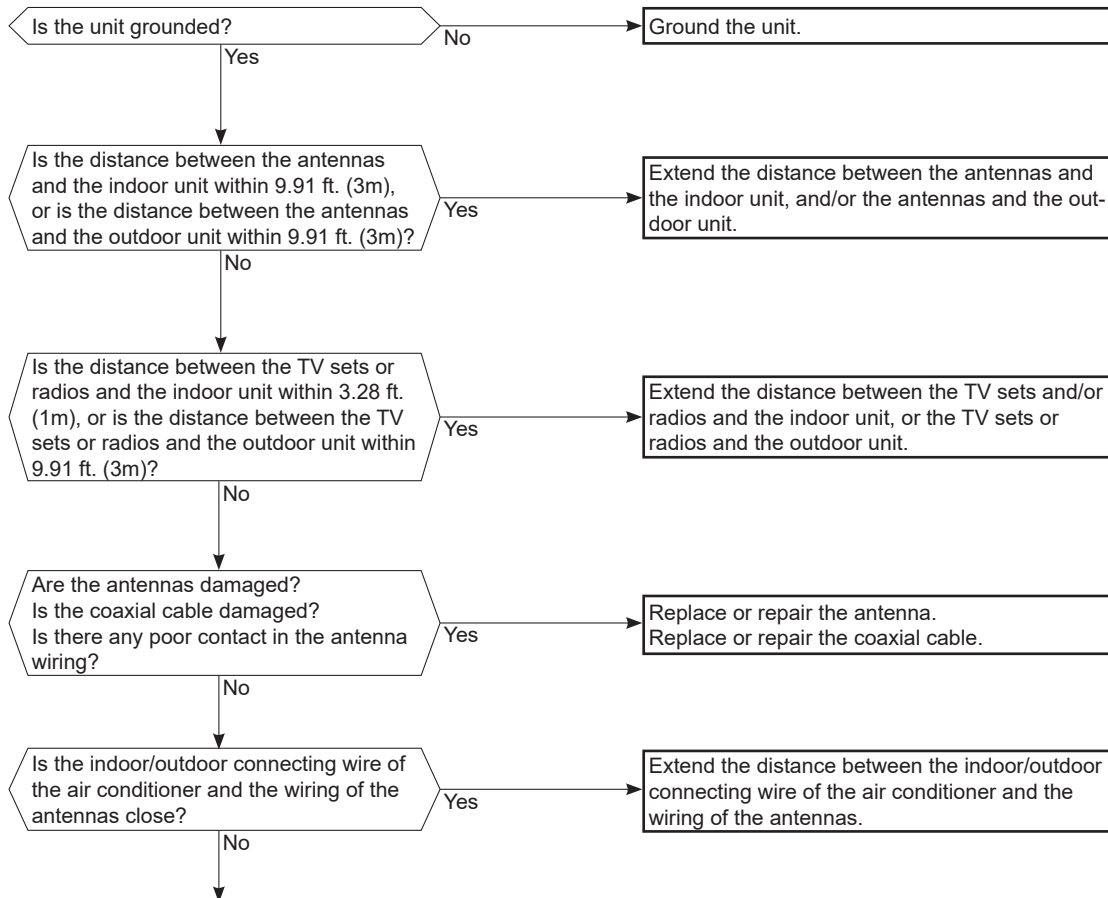 Is the unit grounded?
No
Ground the unit.
Yes
Is the distance between the antennas
and the indoor unit within 9.91 ft. (3m),
or is the distance between the antennas
and the outdoor unit within 9.91 ft. (3m)?
Yes
Extend the distance between the antennas and
the indoor unit, and/or the antennas and the out-
door unit.
No
Is the distance between the TV sets or
radios and the indoor unit within 3.28 ft.
(1m), or is the distance between the TV
sets or radios and the outdoor unit within
9.91 ft. (3m)?
Yes
Extend the distance between the TV sets and/or
radios and the indoor unit, or the TV sets or
radios and the outdoor unit.
No
Are the antennas damaged?
Is the coaxial cable damaged?
Is there any poor contact in the antenna
wiring?
Yes
Replace or repair the antenna.
Replace or repair the coaxial cable.
No
Is the indoor/outdoor connecting wire of
the air conditioner and the wiring of the
antennas close?
Yes
Extend the distance between the indoor/outdoor
connecting wire of the air conditioner and the
wiring of the antennas.
No